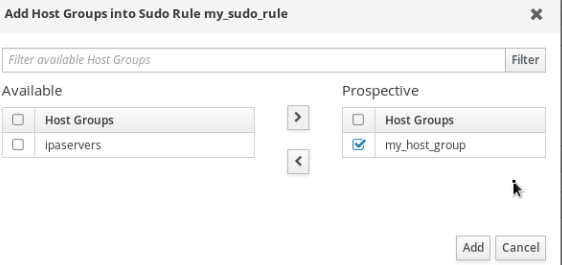 Add Host Groups into Sudo Rule my_sudo_rule
Filter available Host Groups
Filter
Available
Prospective
Host Groups
>
Host Groups
ipaservers
my_host_group
<
Add
Cancel